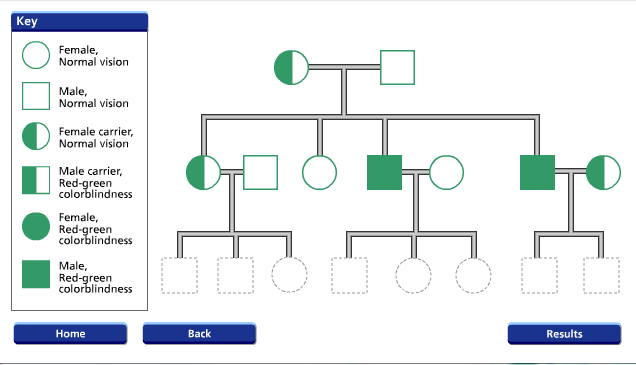 Key
Female,
Normal vision
Male,
Normal vision
Female carrier,
Normal vision
Male carrier,
Red-green
colorblindness
Female,
Red-green
colorblindness
Male,
Red-green
colorblindness
Home
Back
Results